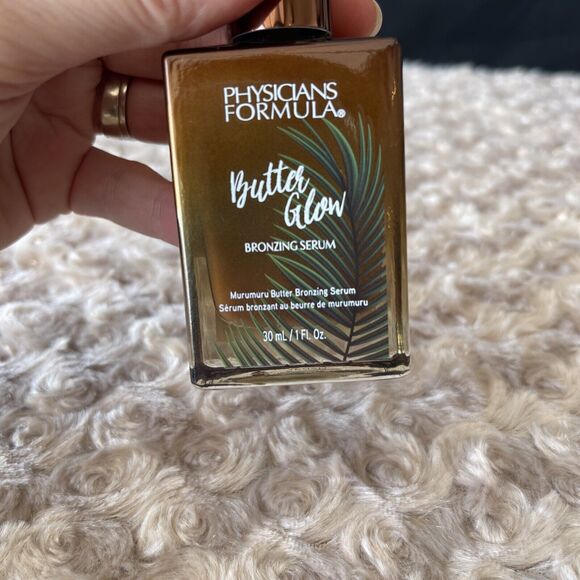 PHYSICIANS
FORMULA®
Butter
Glow
BRONZING SERUM
Murumuru Butter Bronzing Serum
Sérum bronzant au beurre de murumuru
30 mL / 1 Fl. Oz.